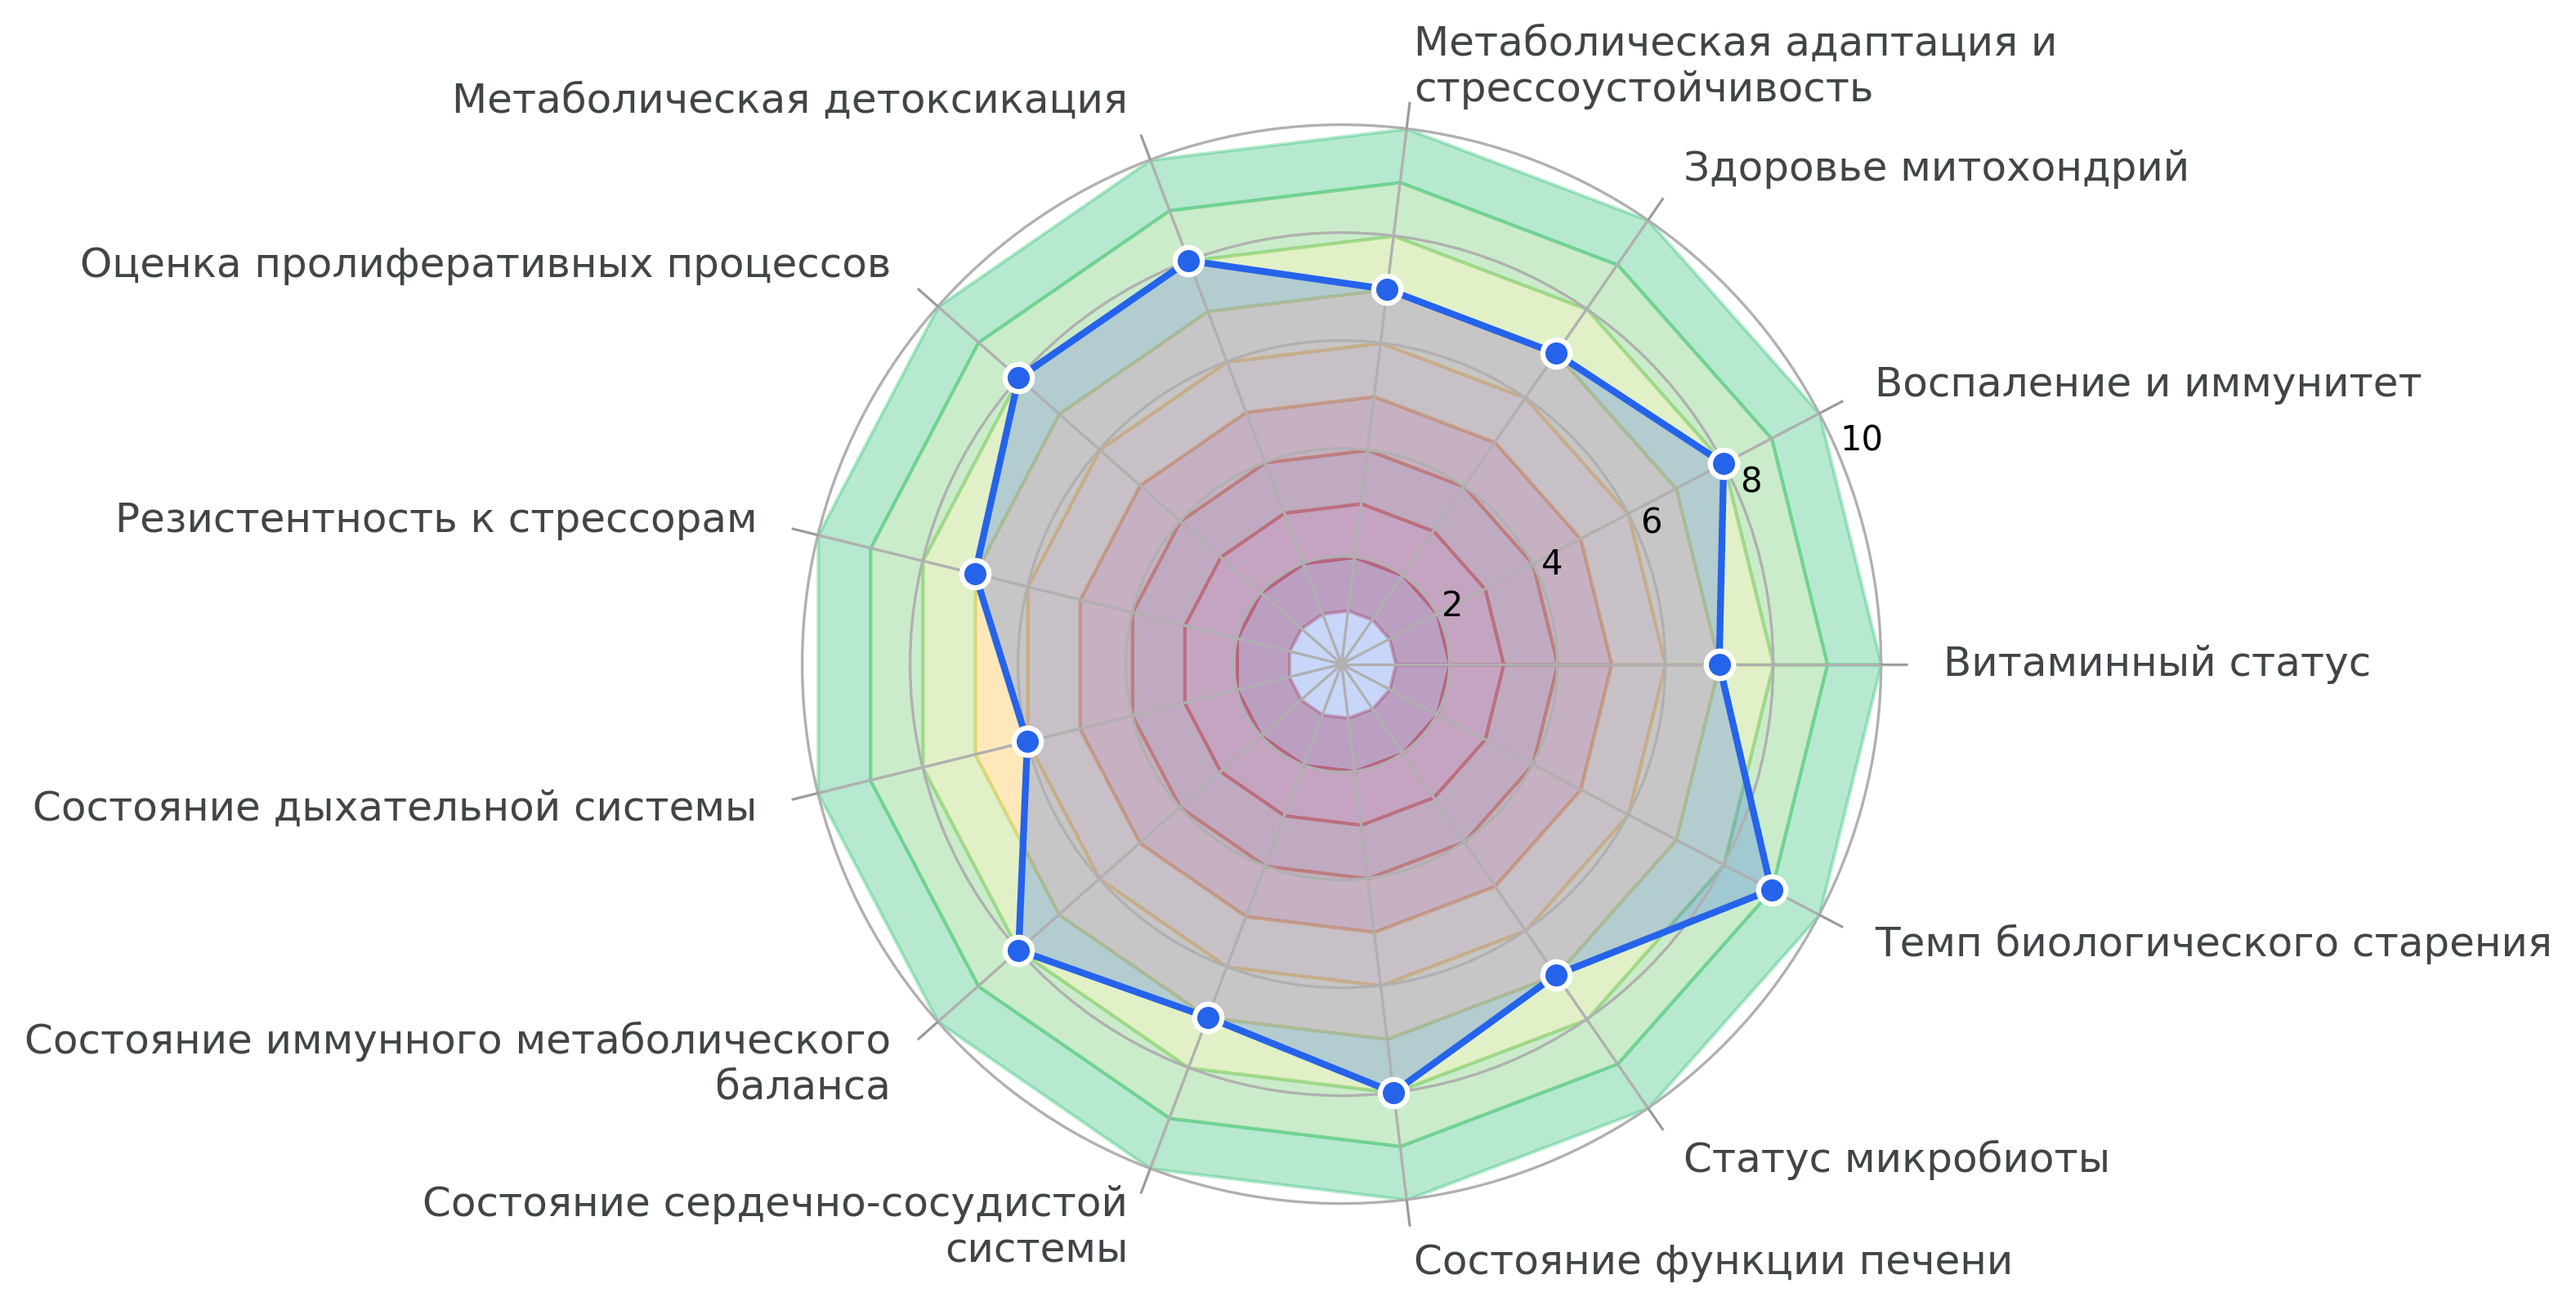 Метаболическая адаптация и
стрессоустойчивость
Метаболическая детоксикация
Здоровье митохондрий
Оценка пролиферативных процессов
Воспаление и иммунитет
10
8
6
4
2
Резистентность к стрессорам
Витаминный статус
Состояние дыхательной системы
Темп биологического старения
Состояние иммунного метаболического
баланса
Статус микробиоты
Состояние сердечно-сосудистой
системы
Состояние функции печени